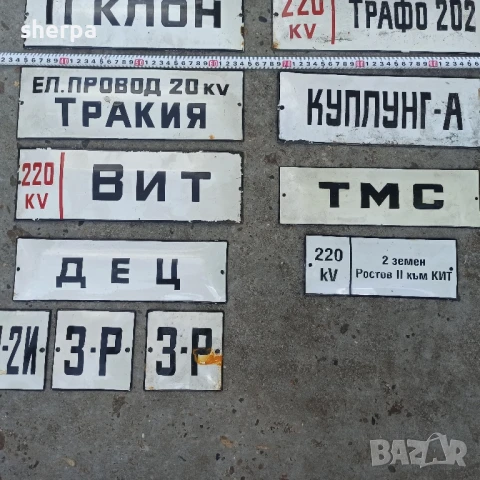 sherpa
П КЛОН
220 KV
ТРАФО 202
ЕЛ. ПРОВОД 20 KV
ТРАКИЯ
КУПЛУНГ-А
220 KV
ВИТ
ТМС
ДЕЦ
220 kV
2 земен
Ростов II към КИТ
-2И
З-Р
З-Р
BAZAR